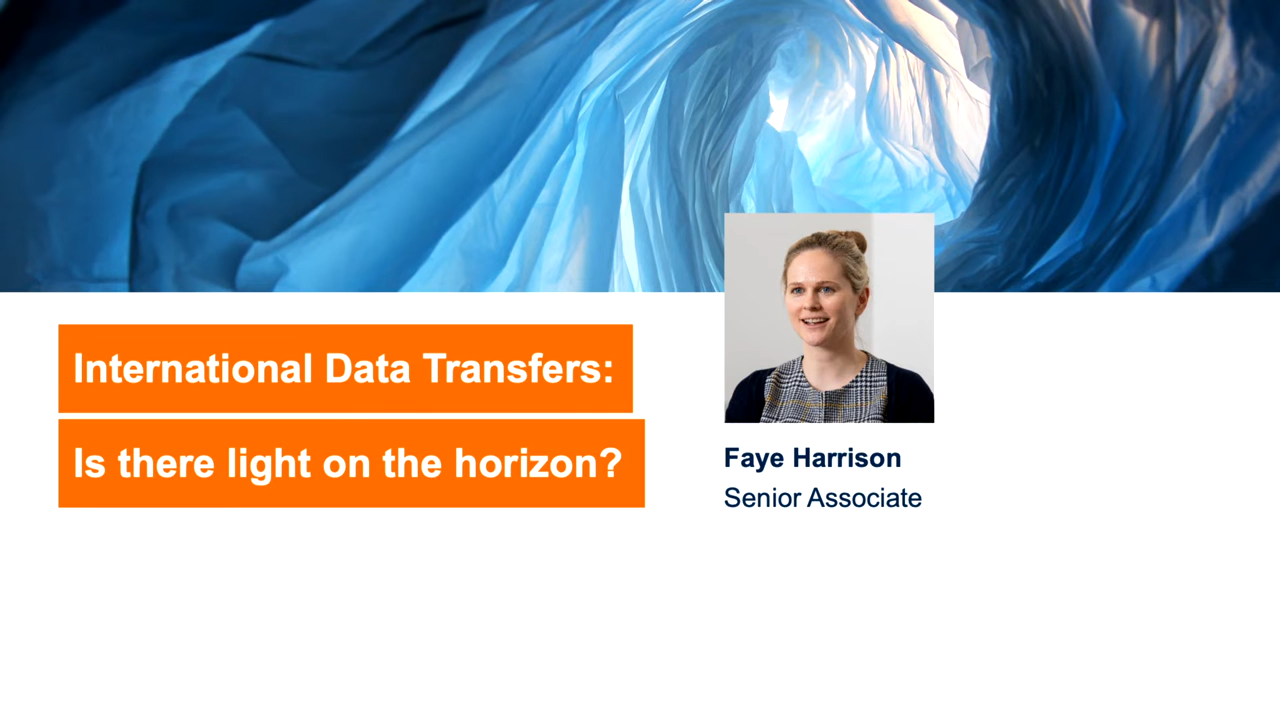 International Data Transfers:
Is there light on the horizon?
Faye Harrison
Senior Associate